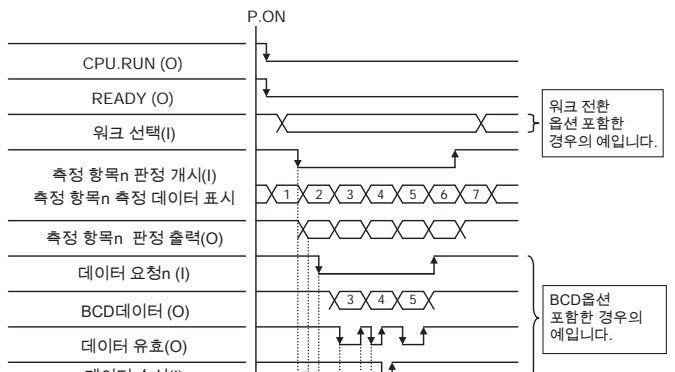 P.ON
CPU.RUN (O)
READY (O)
워크 선택(I)
측정 항목n 판정 개시(I)
측정 항목n 측정 데이터 표시
1 2 3 4 5 6 7
측정 항목n 판정 출력(O)
데이터 요청n (I)
BCD데이터 (O)
3 4 5
데이터 유효(O)
워크 전환
옵션 포함한
경우의 예입니다.
BCD옵션
포함한 경우의
예입니다.